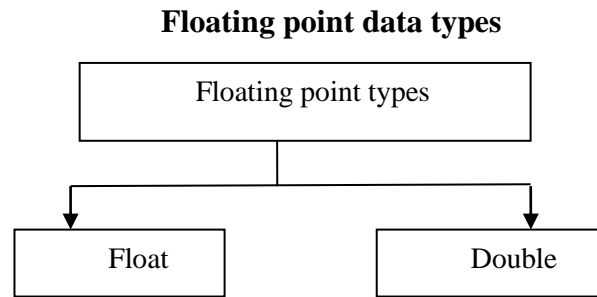 Floating point data types
Floating point types
Float
Double